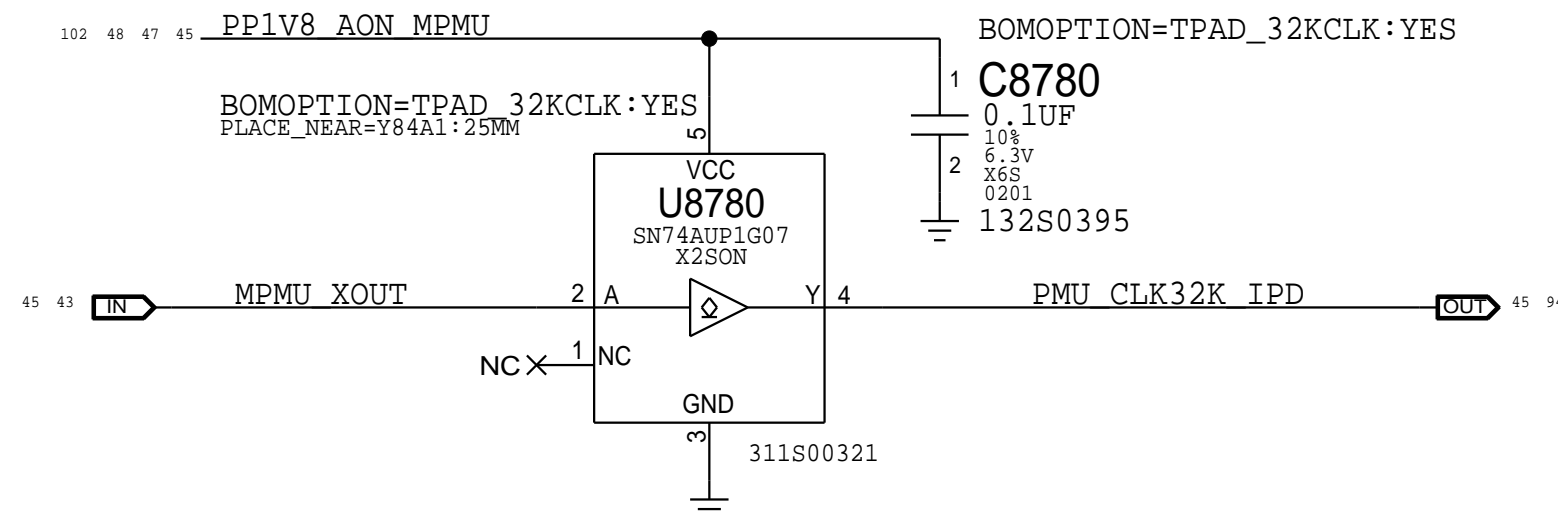 102 48 47 45 PP1V8_AON_MPMU
BOMOPTION=TPAD_32KCLK:YES
1 C8780
0.1UF
10%
6.3V
2 X6S
0201
132S0395
BOMOPTION=TPAD_32KCLK:YES
PLACE_NEAR=Y84A1:25MM
5
VCC
U8780
SN74AUP1G07
X2SON
45 43 IN MPMU_XOUT 2 A Y 4 PMU_CLK32K_IPD OUT 45 94
NC 1 NC
GND
3
311S00321